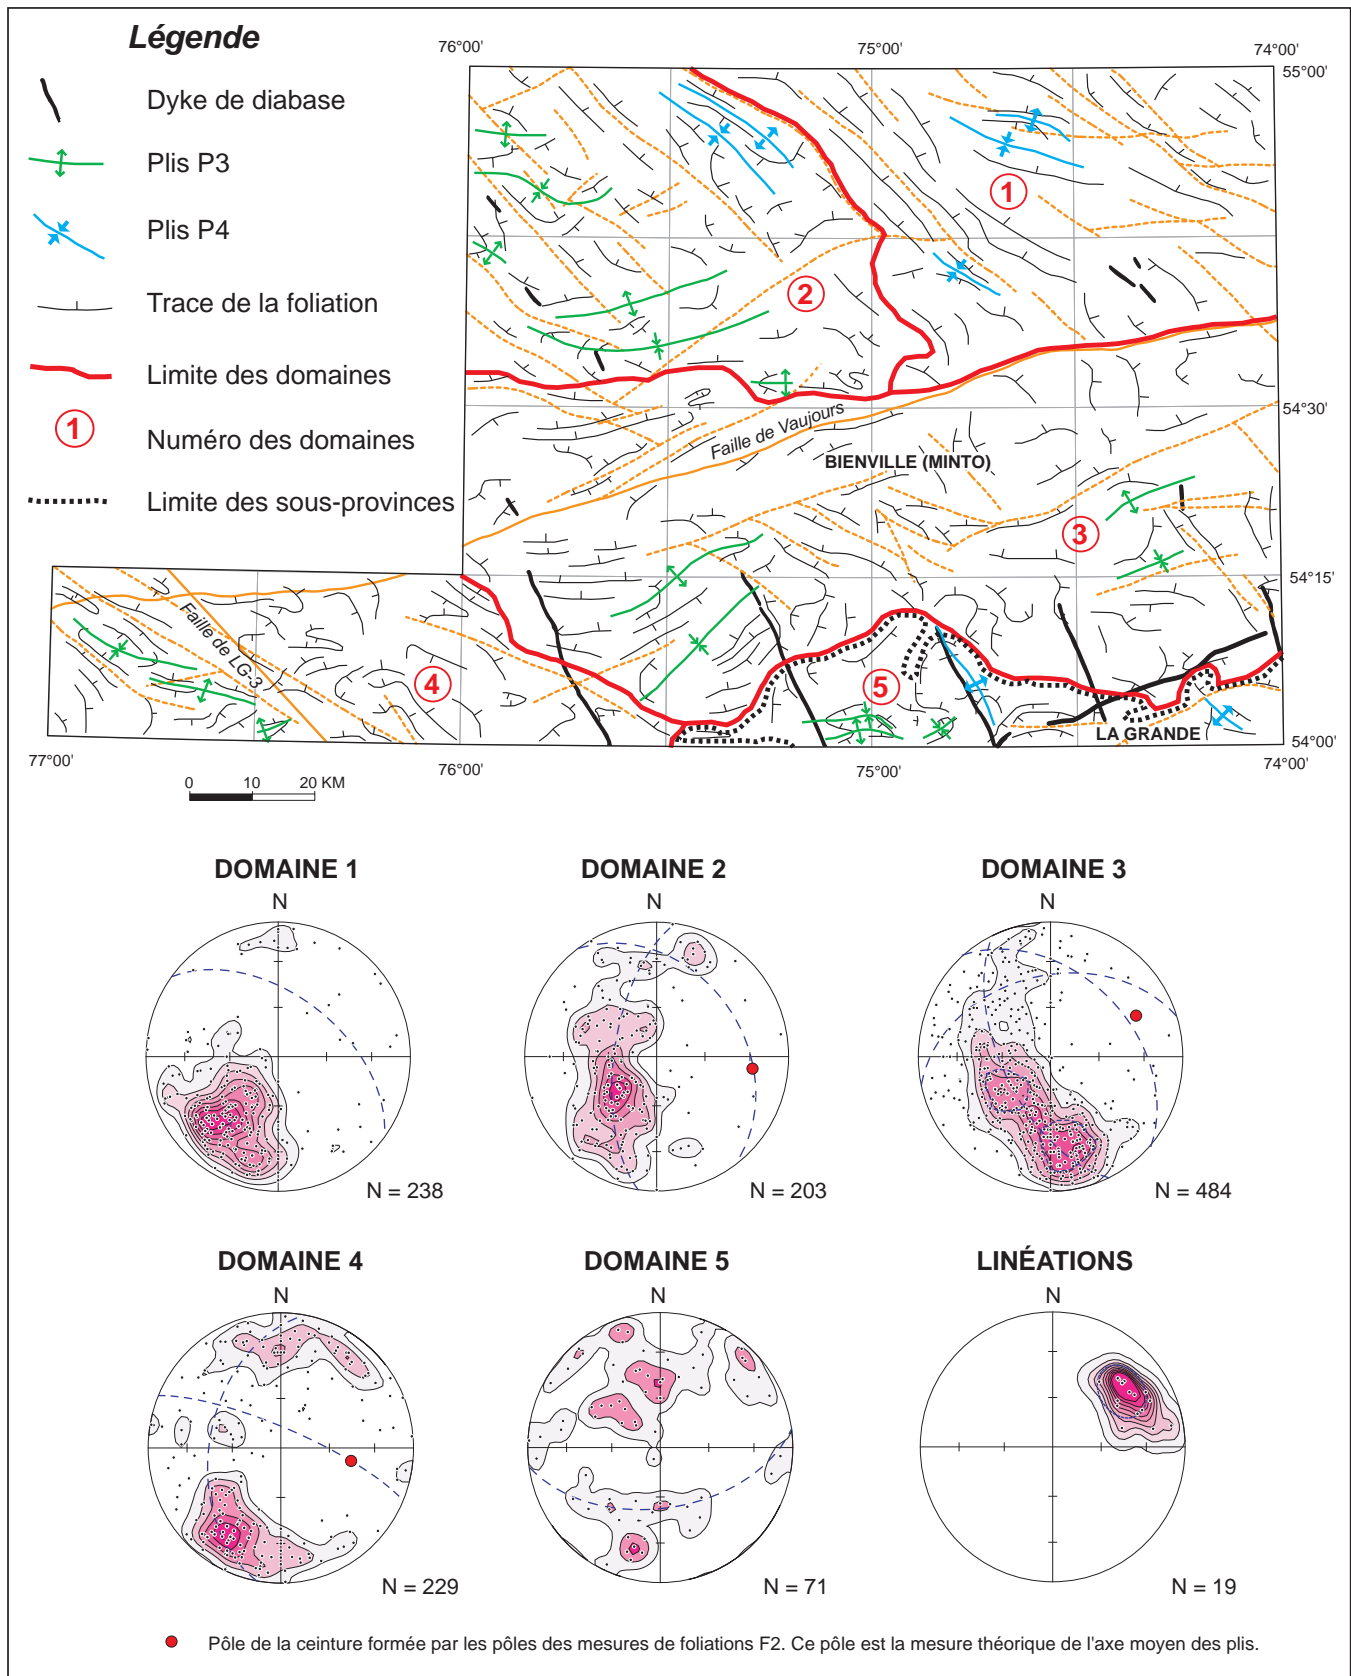 Légende
Dyke de diabase
Plis P3
Plis P4
Trace de la foliation
Limite des domaines
1
Numéro des domaines
Limite des sous-provinces
76°00'
75°00'
74°00'
55°00'
1
2
54°30'
Faille de Vaujours
BIENVILLE (MINTO)
3
54°15'
Faille de LG-3
4
5
LA GRANDE
54°00'
77°00'
76°00'
75°00'
74°00'
0 10 20 KM
DOMAINE 1
N
N = 238
DOMAINE 2
N
N = 203
DOMAINE 3
N
N = 484
DOMAINE 4
N
N = 229
DOMAINE 5
N
N = 71
LINÉATIONS
N
N = 19
Pôle de la ceinture formée par les pôles des mesures de foliations F2. Ce pôle est la mesure théorique de l'axe moyen des plis.